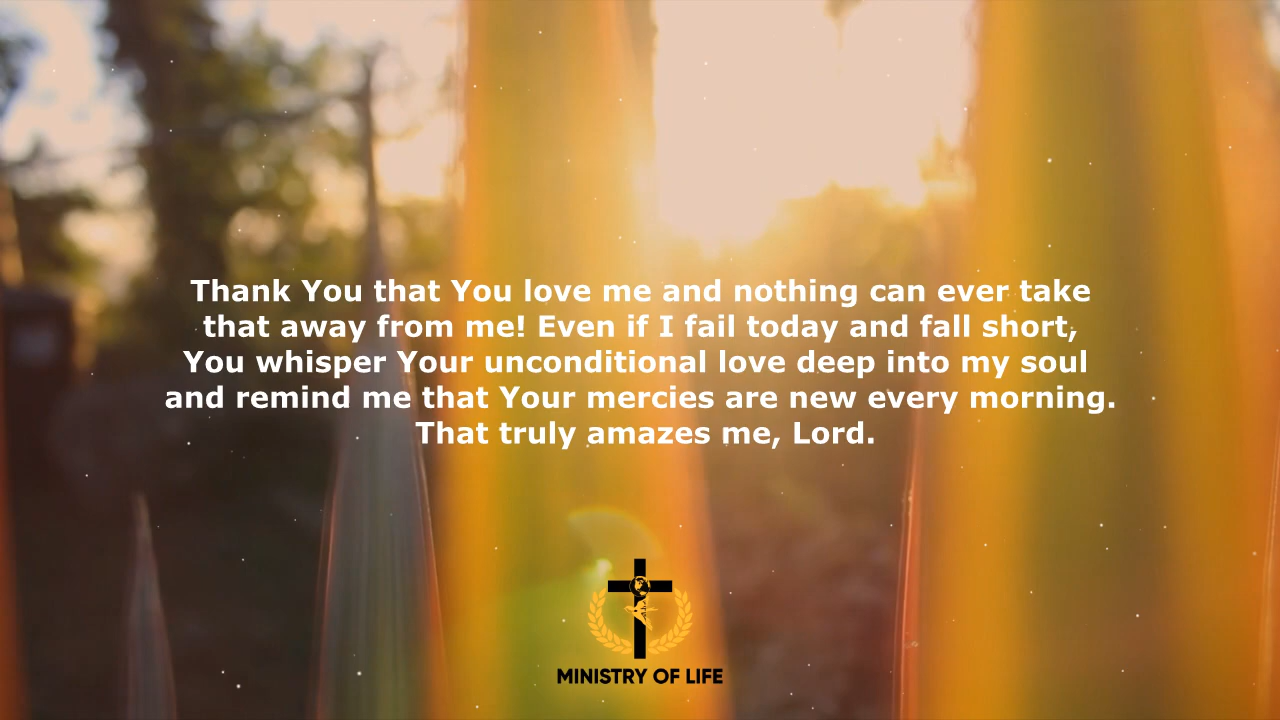 Thank You that You love me and nothing can ever take
that away from me! Even if I fail today and fall short,
You whisper Your unconditional love deep into my soul
and remind me that Your mercies are new every morning.
That truly amazes me, Lord.
MINISTRY OF LIFE